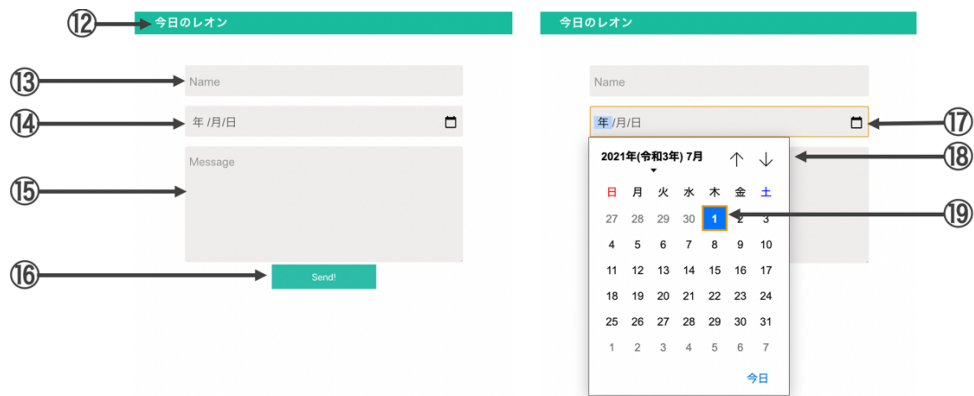 ⑫ 今日のレオン
⑬ Name
⑭ 年 /月/日
⑮ Message
⑯ Send!
今日のレオン
Name
年 /月/日 ⑰
2021年(令和3年) 7月 ↑ ↓ ⑱
日 月 火 水 木 金 土
27 28 29 30 1 2 3 ⑲
4 5 6 7 8 9 10
11 12 13 14 15 16 17
18 19 20 21 22 23 24
25 26 27 28 29 30 31
1 2 3 4 5 6 7
今日